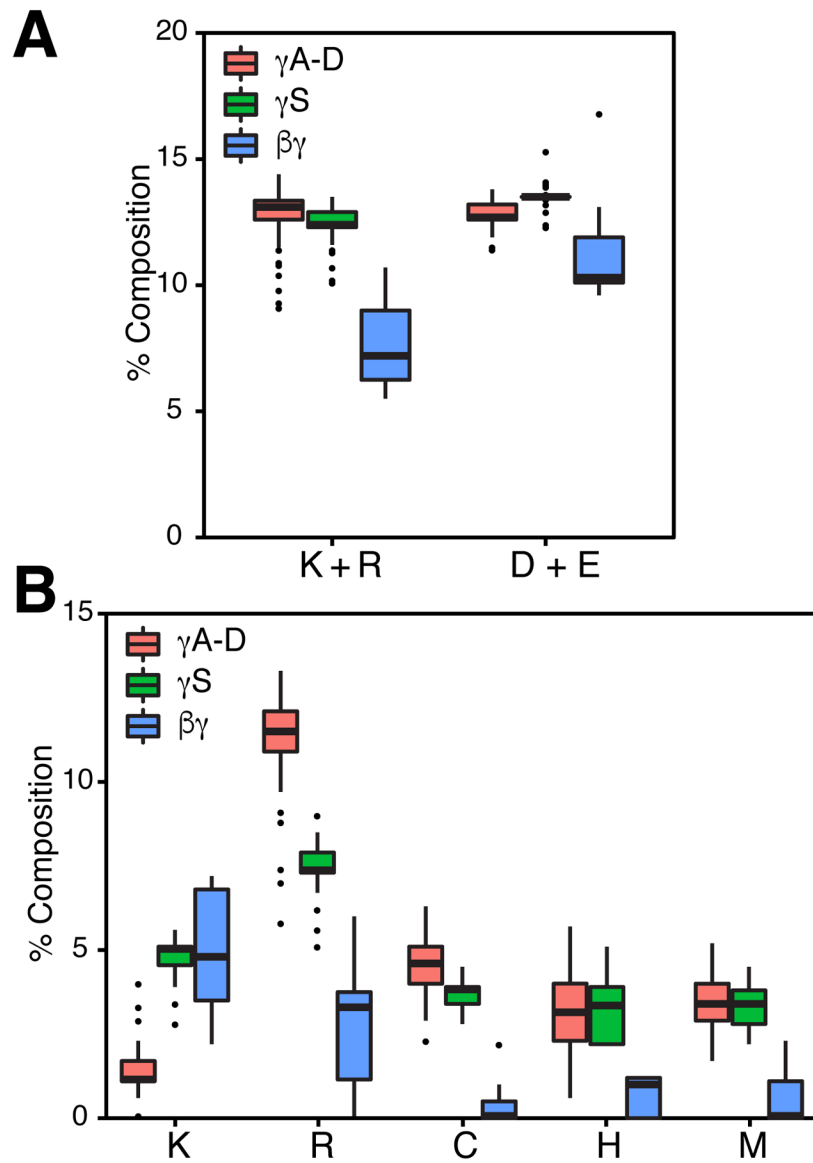 A
20
γA-D
γS
βγ
15
10
5
0
% Composition
K + R
D + E
B
15
γA-D
γS
βγ
10
5
0
% Composition
K
R
C
H
M